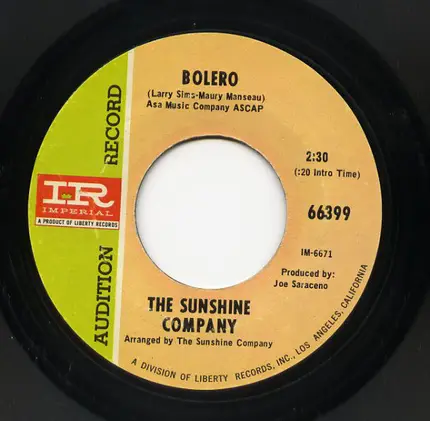 BOLERO
(Larry Sims-Maury Manseau)
Asa Music Company ASCAP
AUDITION RECORD
IR
IMPERIAL
A PRODUCT OF LIBERTY RECORDS
2:30
(:20 Intro Time)
66399
IM-6671
Produced by:
Joe Saraceno
THE SUNSHINE
COMPANY
Arranged by The Sunshine Company
A DIVISION OF LIBERTY RECORDS, INC., LOS ANGELES, CALIFORNIA